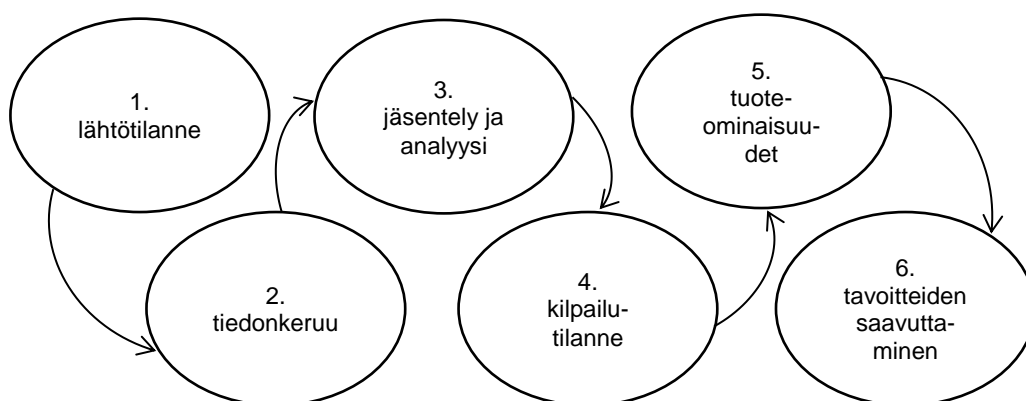 1.
lähtötilanne
2.
tiedonkeruu
3.
jäsentely ja
analyysi
4.
kilpailu-
tilanne
5.
tuote-
ominaisuu-
det
6.
tavoitteiden
saavutta-
minen